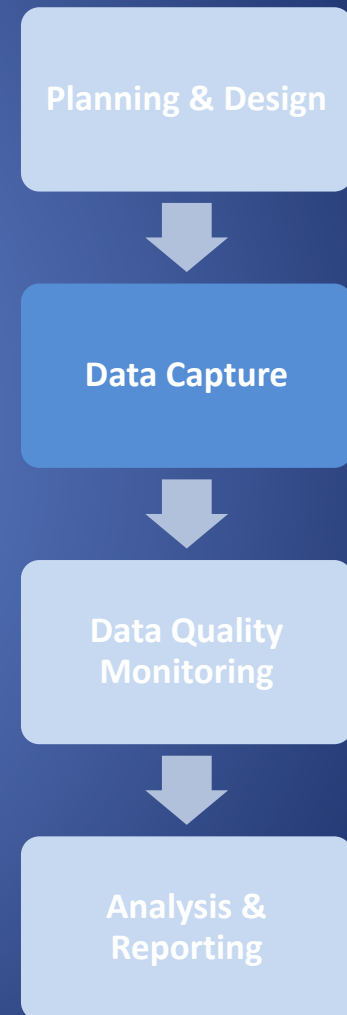 Planning & Design
Data Capture
Data Quality
Monitoring
Analysis &
Reporting